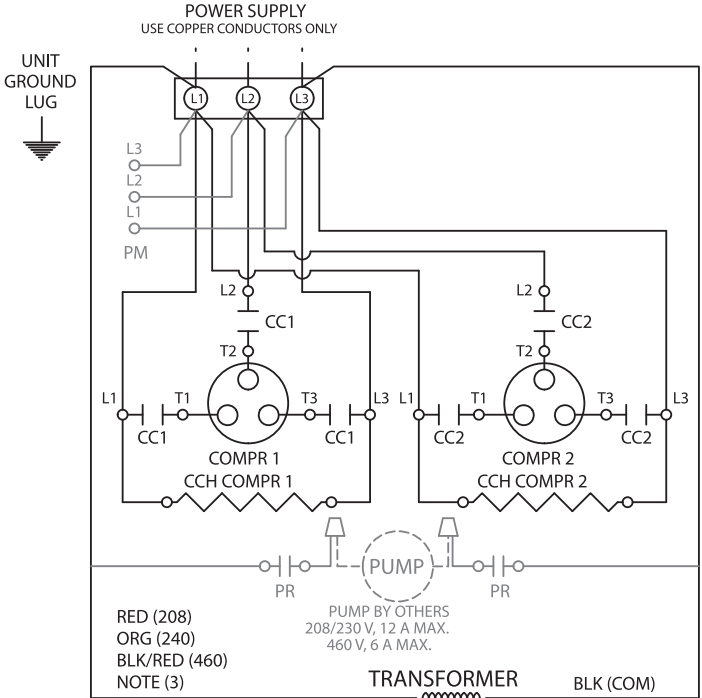 POWER SUPPLY
USE COPPER CONDUCTORS ONLY
UNIT
GROUND
LUG
L1 L2 L3
L3
L2
L1
PM
L2 L2
CC1 CC2
T2 T2
L1 T1 T3 L3 L1 T1 T3 L3
CC1 CC1 CC2 CC2
COMPR 1 COMPR 2
CCH COMPR 1 CCH COMPR 2
PUMP
PR PR
PUMP BY OTHERS
208/230 V, 12 A MAX.
460 V, 6 A MAX.
RED (208)
ORG (240)
BLK/RED (460)
NOTE (3)
TRANSFORMER
BLK (COM)